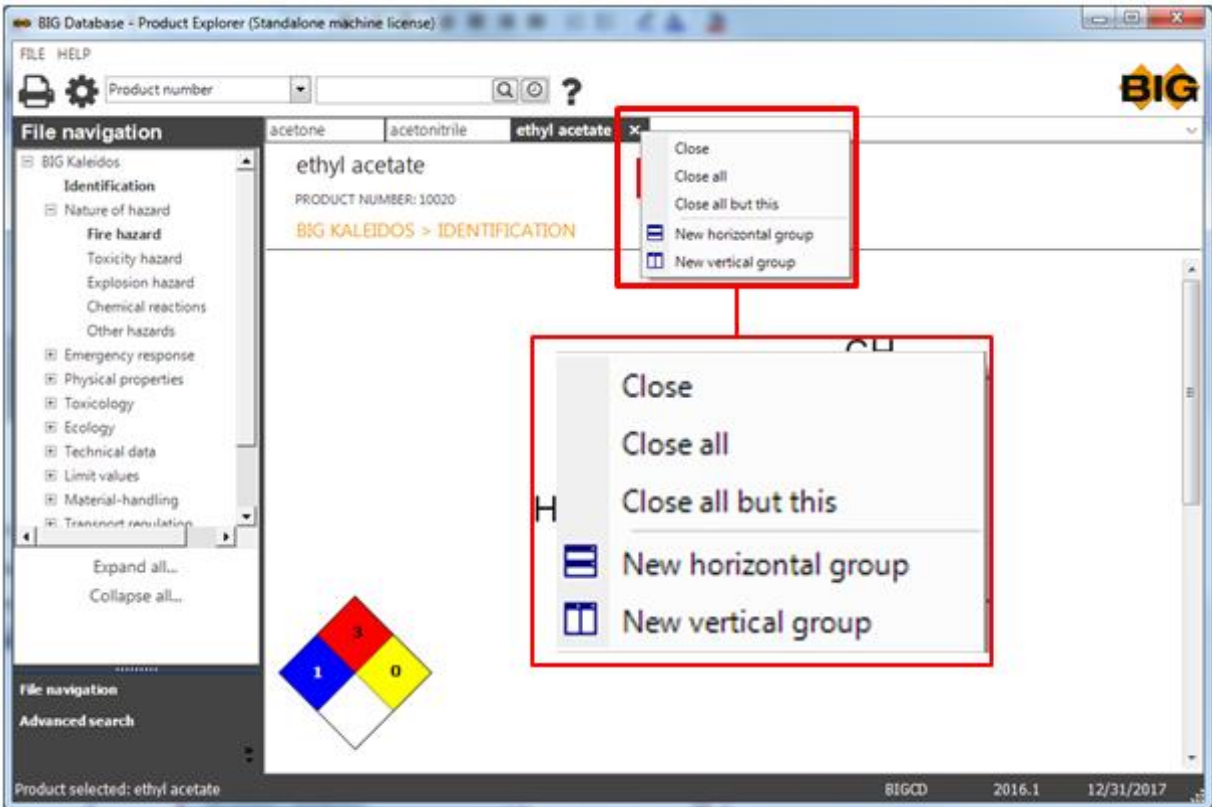 BIG Database - Product Explorer (Standalone machine license)
FILE HELP
Product number
?
BIG
File navigation
acetone
acetonitrile
ethyl acetate
BIG Kaleidos
Identification
Nature of hazard
Fire hazard
Toxicity hazard
Explosion hazard
Chemical reactions
Other hazards
Emergency response
Physical properties
Toxicology
Ecology
Technical data
Limit values
Material-handling
Transport regulation
Expand all...
Collapse all...
File navigation
Advanced search
ethyl acetate
PRODUCT NUMBER: 10020
BIG KALEIDOS > IDENTIFICATION
Close
Close all
Close all but this
New horizontal group
New vertical group
CH
H
Close
Close all
Close all but this
New horizontal group
New vertical group
3
1
0
Product selected: ethyl acetate
BIGCD
2016.1
12/31/2017